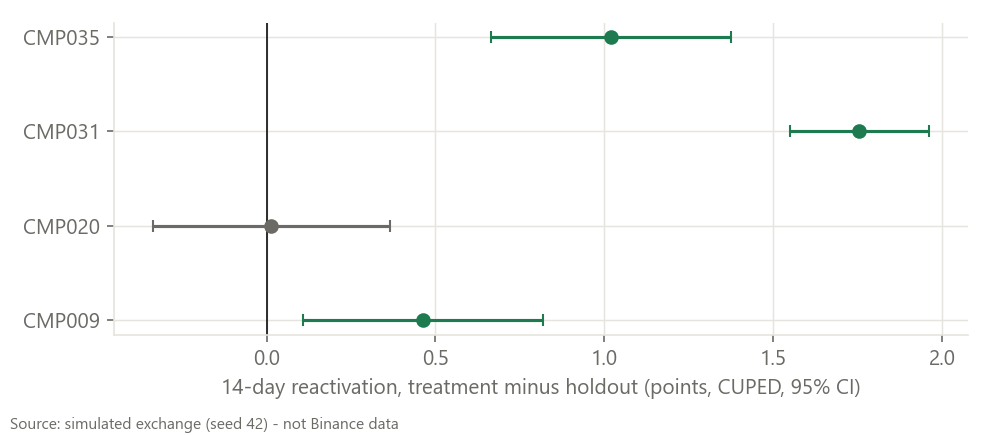 CMP035
CMP031
CMP020
CMP009
0.0 0.5 1.0 1.5 2.0
14-day reactivation, treatment minus holdout (points, CUPED, 95% CI)
Source: simulated exchange (seed 42) - not Binance data